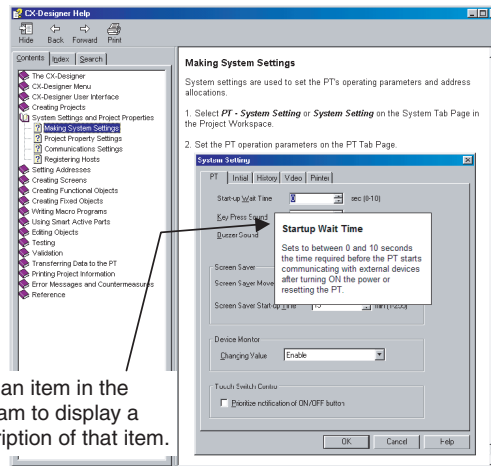 CX-Designer Help
Hide Back Forward Print
Contents Index Search
The CX-Designer
CX-Designer Menu
CX-Designer User Interface
Creating Projects
System Settings and Project Properties
Making System Settings
Project Property Settings
Communications Settings
Registering Hosts
Setting Addresses
Creating Screens
Creating Functional Objects
Creating Fixed Objects
Writing Macro Programs
Using Smart Active Parts
Editing Objects
Testing
Validation
Transferring Data to the PT
Printing Project Information
Error Messages and Countermeasures
Reference
an item in the
am to display a
iption of that item.
Making System Settings
System settings are used to set the PT's operating parameters and address
allocations.
1. Select PT - System Setting or System Setting on the System Tab Page in
the Project Workspace.
2. Set the PT operation parameters on the PT Tab Page.
System Setting
PT Initial History Video Printer
Start-up Wait Time 0 sec (0-10)
Key Press Sound
Buzzer Sound
Startup Wait Time
Sets to between 0 and 10 seconds
the time required before the PT starts
communicating with external devices
after turning ON the power or
resetting the PT.
Screen Saver
Screen Saver Move
Screen Saver Start-up Time 15 min (1-255)
Device Monitor
Changing Value Enable
Touch Switch Control
Prioritize notification of ON/OFF button
OK Cancel Help